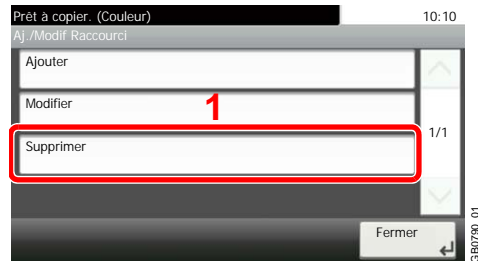 Prêt à copier. (Couleur) 10:10
Aj./Modif Raccourci
Ajouter
Modifier
1
1/1
Supprimer
Fermer
GB0790_01